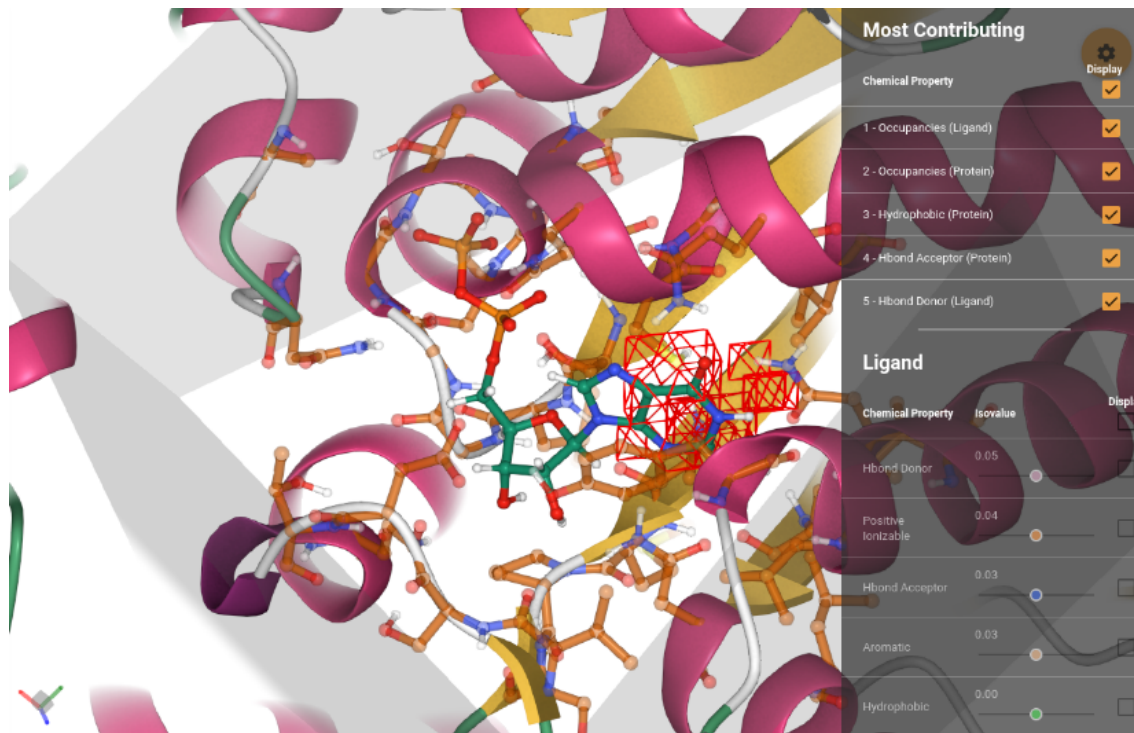 Most Contributing
Display
Chemical Property
1 - Occupancies (Ligand)
2 - Occupancies (Protein)
3 - Hydrophobic (Protein)
4 - Hbond Acceptor (Protein)
5 - Hbond Donor (Ligand)
Ligand
Chemical Property Isovalue Displ
Hbond Donor 0.05
Positive Ionizable 0.04
Hbond Acceptor 0.03
Aromatic 0.03
Hydrophobic 0.00